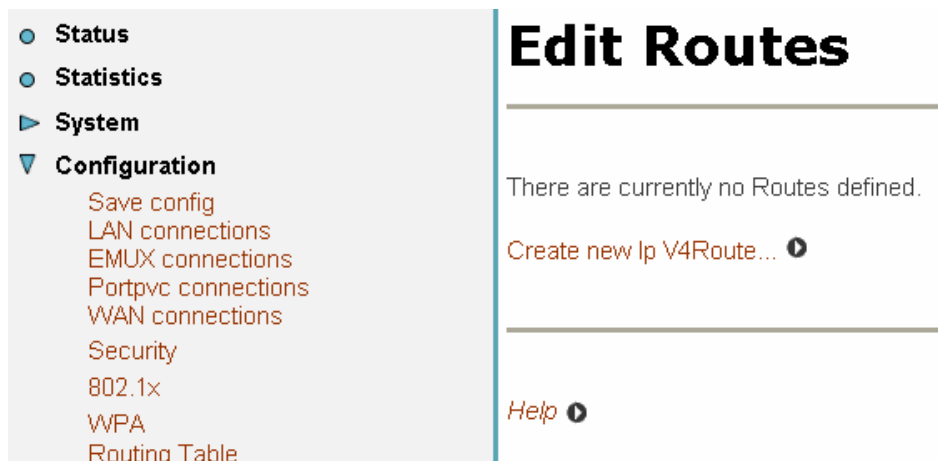 Status
Statistics
System
Configuration
Save config
LAN connections
EMUX connections
Portpvc connections
WAN connections
Security
802.1x
WPA
Routing Table
Edit Routes
There are currently no Routes defined.
Create new Ip V4Route...
Help